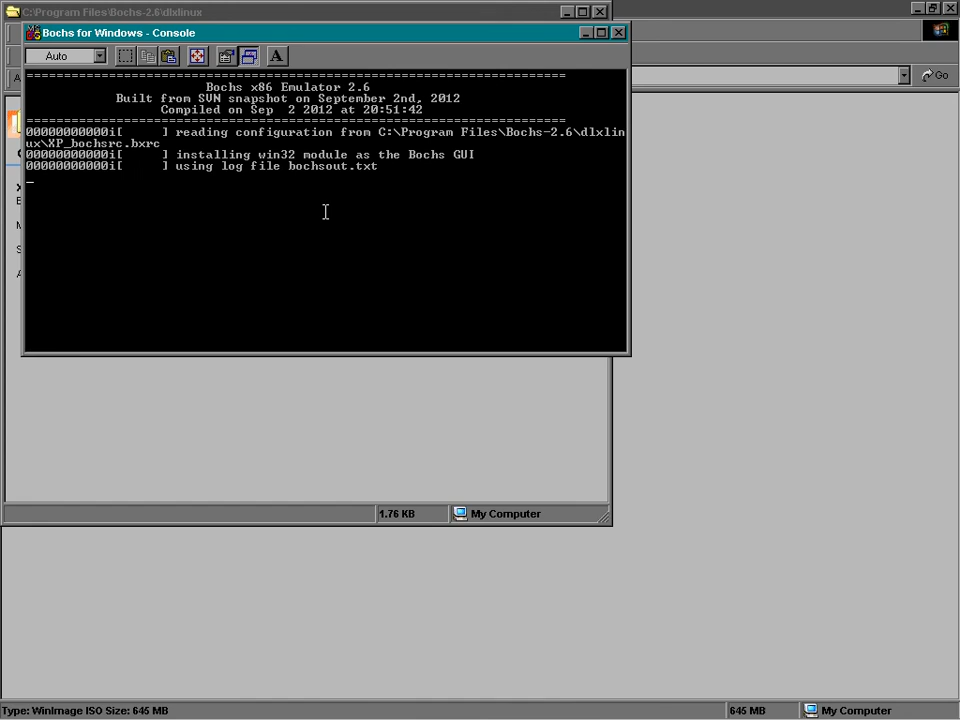 C:\Program Files\Bochs-2.6\dlxlinux
Bochs for Windows - Console
Auto
A
Go
===========================================================================
Bochs x86 Emulator 2.6
Built from SVN snapshot on September 2nd, 2012
Compiled on Sep  2 2012 at 20:51:42
===========================================================================
00000000000i[     ] reading configuration from C:\Program Files\Bochs-2.6\dlxlin
ux\XP_bochsrc.bxrc
00000000000i[     ] installing win32 module as the Bochs GUI
00000000000i[     ] using log file bochsout.txt
_
1.76 KB
My Computer
Type: WinImage ISO Size: 645 MB
645 MB
My Computer